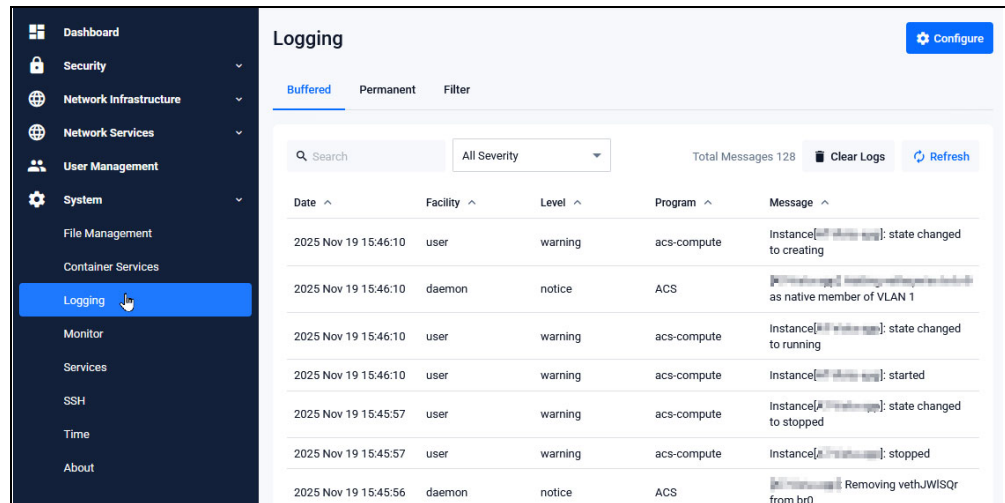 Dashboard
Security
Network Infrastructure
Network Services
User Management
System
File Management
Container Services
Logging
Monitor
Services
SSH
Time
About
Logging
Configure
Buffered Permanent Filter
Search All Severity Total Messages 128 Clear Logs Refresh
Date Facility Level Program Message
2025 Nov 19 15:46:10 user warning acs-compute Instance[ ]: state changed
to creating
2025 Nov 19 15:46:10 daemon notice ACS
as native member of VLAN 1
2025 Nov 19 15:46:10 user warning acs-compute Instance[ ]: state changed
to running
2025 Nov 19 15:46:10 user warning acs-compute Instance[ ]: started
2025 Nov 19 15:45:57 user warning acs-compute Instance[ ]: state changed
to stopped
2025 Nov 19 15:45:57 user warning acs-compute Instance[ ]: stopped
2025 Nov 19 15:45:56 daemon notice ACS Removing vethJWlSQr
from br0